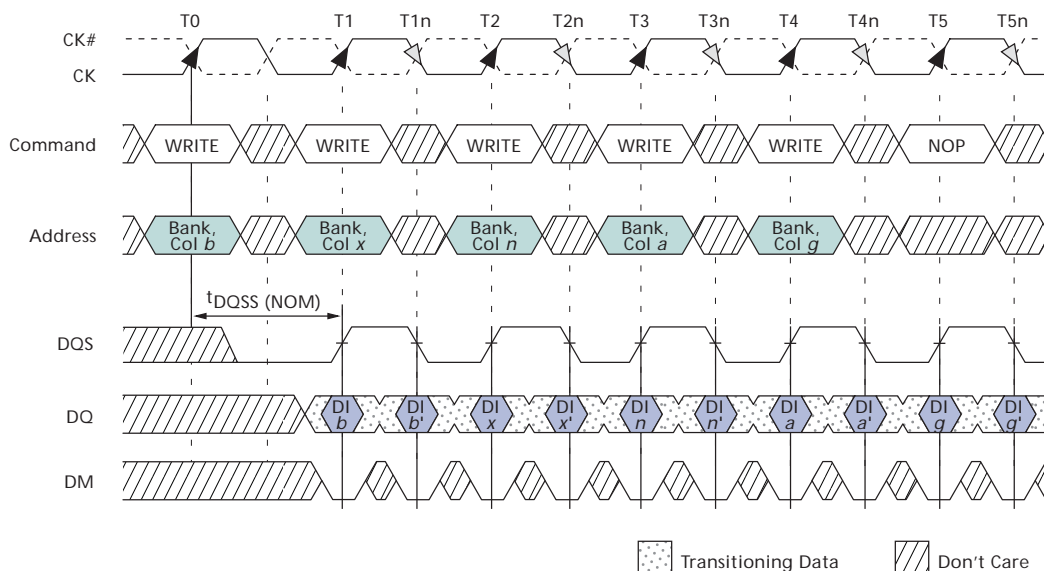 T0 T1 T1n T2 T2n T3 T3n T4 T4n T5 T5n
CK#
CK
Command WRITE WRITE WRITE WRITE WRITE NOP
Address Bank, Col b Bank, Col x Bank, Col n Bank, Col a Bank, Col g
tDQSS (NOM)
DQS
DQ DI b DI b' DI x DI x' DI n DI n' DI a DI a' DI g DI g'
DM
Transitioning Data Don't Care